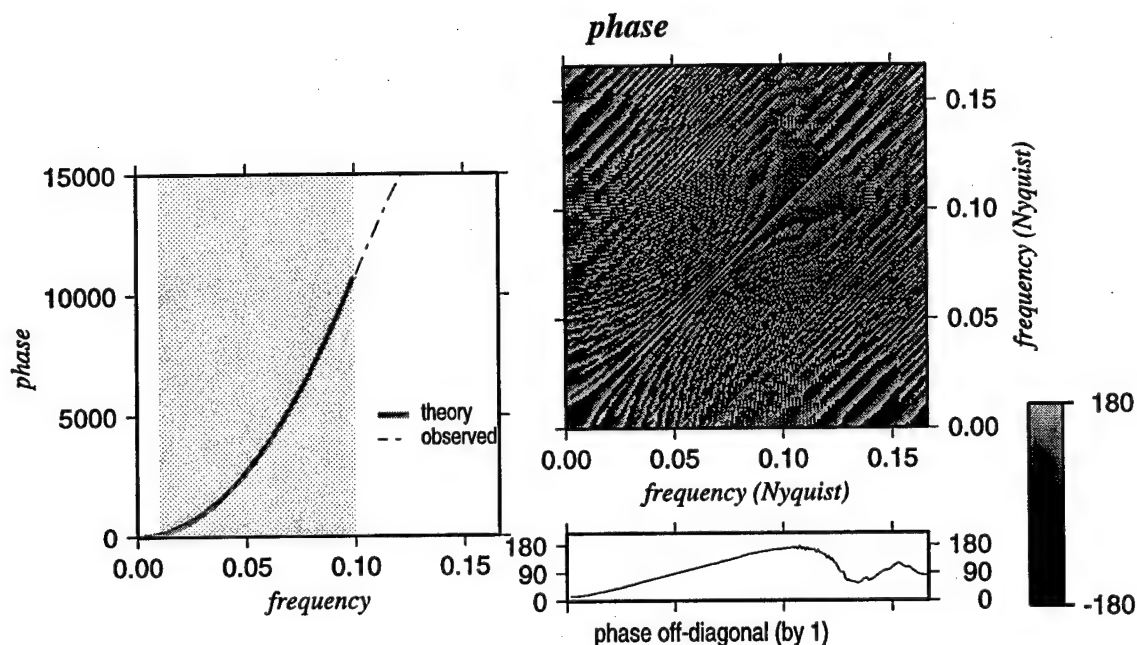 phase
15000
10000
5000
0
phase
0.00 0.05 0.10 0.15
frequency
theory
observed
0.15
0.10
0.05
0.00
frequency (Nyquist)
0.00 0.05 0.10 0.15
frequency (Nyquist)
180
90
0
180
90
0
phase off-diagonal (by 1)
180
-180